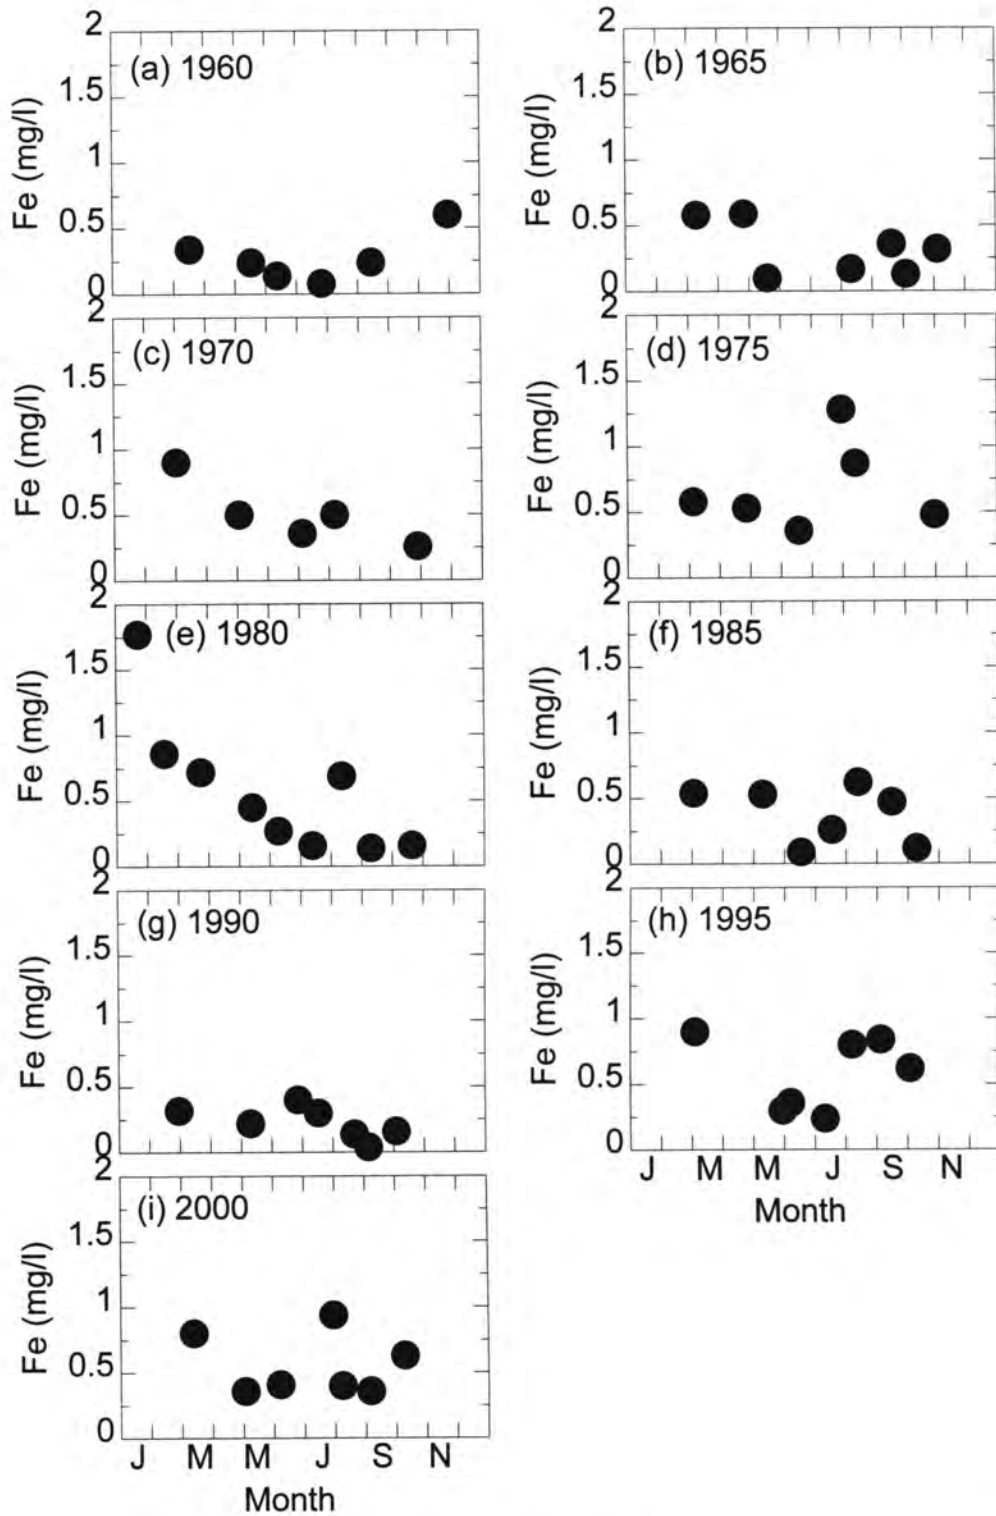 (a) 1960
Fe (mg/l)
2
1.5
1
0.5
0
(b) 1965
Fe (mg/l)
2
1.5
1
0.5
0
(c) 1970
Fe (mg/l)
2
1.5
1
0.5
0
(d) 1975
Fe (mg/l)
2
1.5
1
0.5
0
(e) 1980
Fe (mg/l)
2
1.5
1
0.5
0
(f) 1985
Fe (mg/l)
2
1.5
1
0.5
0
(g) 1990
Fe (mg/l)
2
1.5
1
0.5
0
(h) 1995
Fe (mg/l)
2
1.5
1
0.5
0
J M M J S N
Month
(i) 2000
Fe (mg/l)
2
1.5
1
0.5
0
J M M J S N
Month